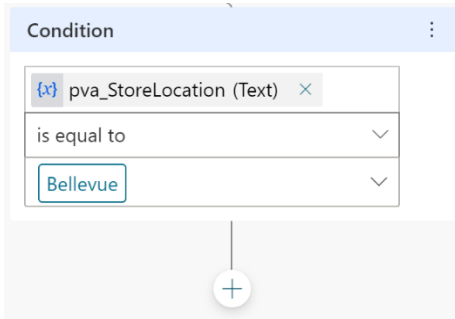 Condition
{x} pva_StoreLocation (Text) ×
is equal to
Bellevue